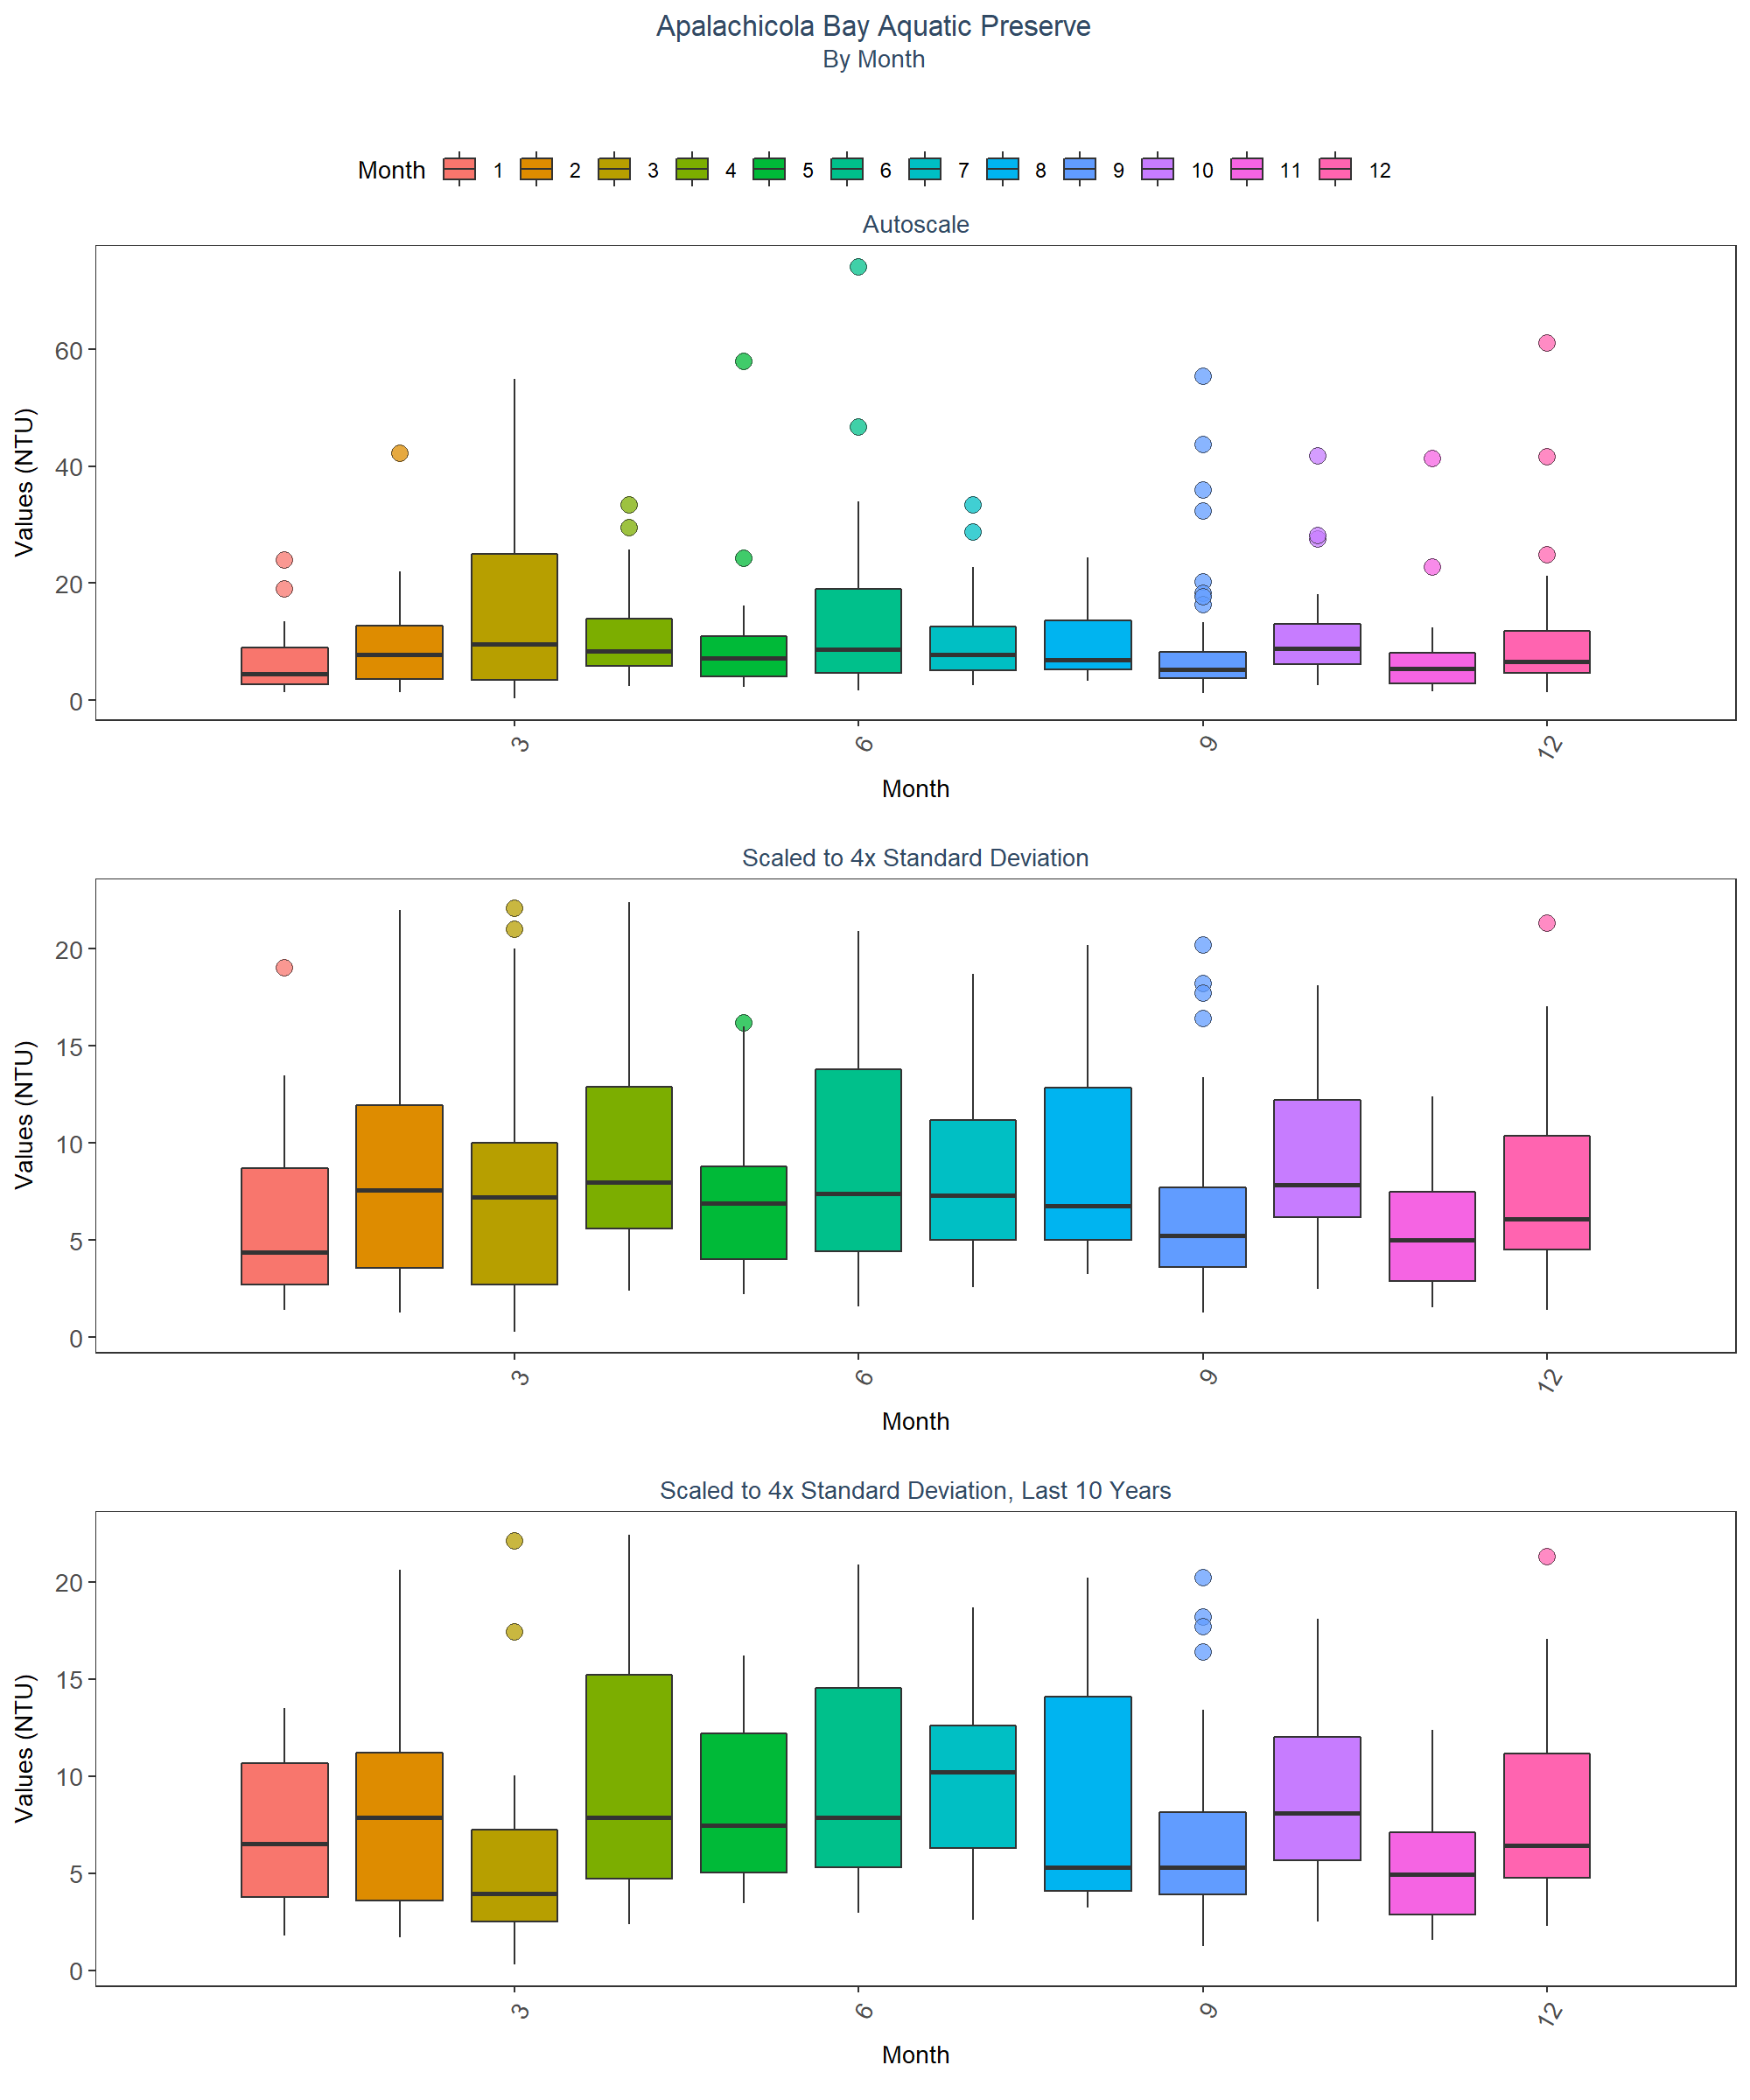 Apalachicola Bay Aquatic Preserve
By Month
Month 1 2 3 4 5 6 7 8 9 10 11 12
Autoscale
Values (NTU)
60
40
20
0
3 6 9 12
Month
Scaled to 4x Standard Deviation
Values (NTU)
20
15
10
5
0
3 6 9 12
Month
Scaled to 4x Standard Deviation, Last 10 Years
Values (NTU)
20
15
10
5
0
3 6 9 12
Month